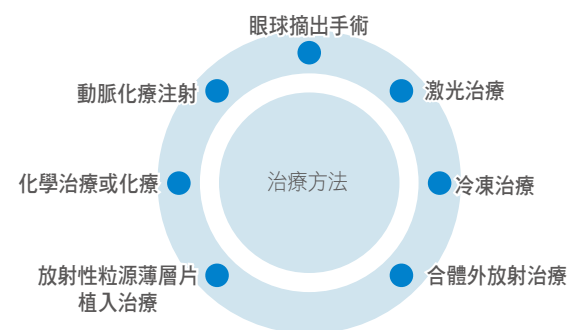 眼球摘出手術
動脈化療注射
激光治療
化學治療或化療
治療方法
冷凍治療
放射性粒源薄層片
植入治療
合體外放射治療